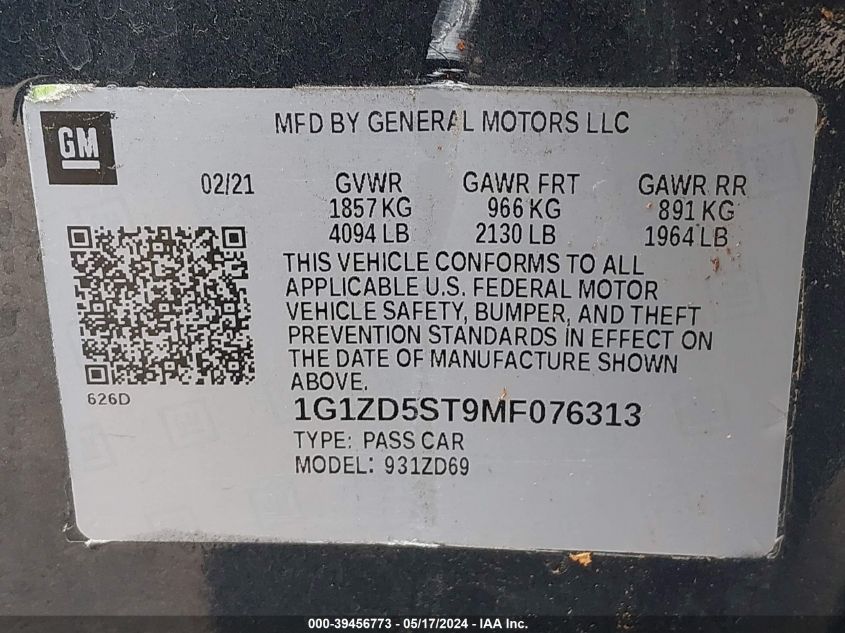 GM
MFD BY GENERAL MOTORS LLC
02/21 GVWR GAWR FRT GAWR RR
1857 KG 966 KG 891 KG
4094 LB 2130 LB 1964 LB
THIS VEHICLE CONFORMS TO ALL
APPLICABLE U.S. FEDERAL MOTOR
VEHICLE SAFETY, BUMPER, AND THEFT
PREVENTION STANDARDS IN EFFECT ON
THE DATE OF MANUFACTURE SHOWN
ABOVE.
626D
1G1ZD5ST9MF076313
TYPE: PASS CAR
MODEL: 931ZD69
000-39456773 - 05/17/2024 - IAA Inc.